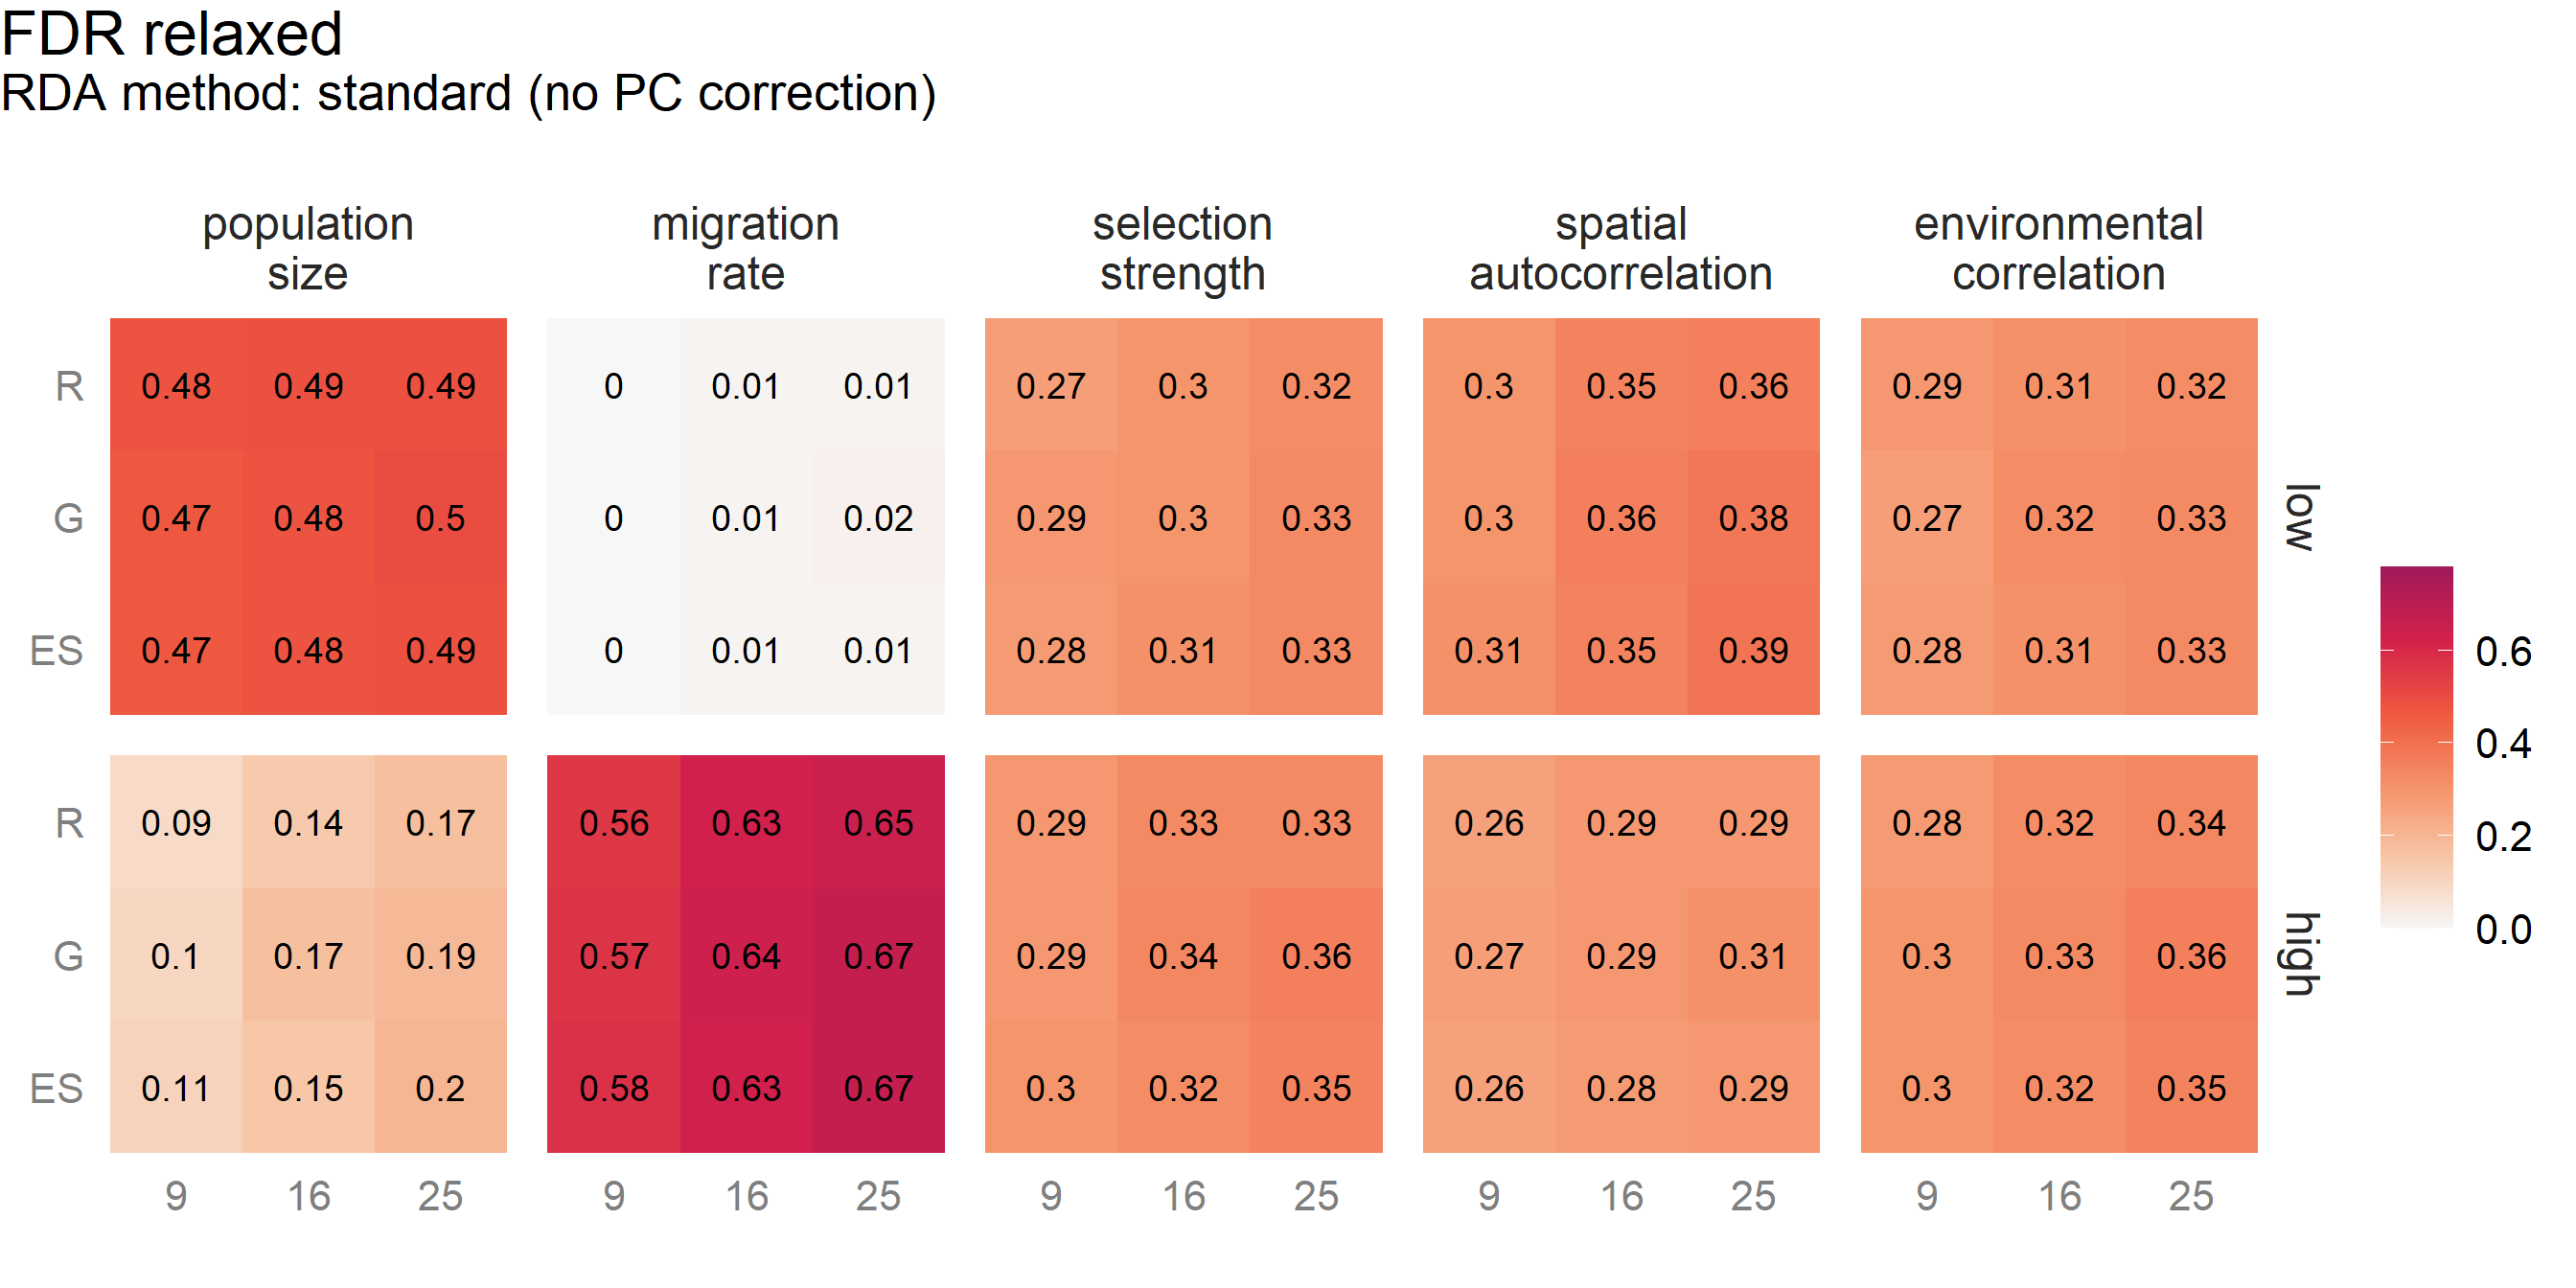 FDR relaxed
RDA method: standard (no PC correction)
population size
migration rate
selection strength
spatial autocorrelation
environmental correlation
R 0.48 0.49 0.49 0 0.01 0.01 0.27 0.3 0.32 0.3 0.35 0.36 0.29 0.31 0.32
G 0.47 0.48 0.5 0 0.01 0.02 0.29 0.3 0.33 0.3 0.36 0.38 0.27 0.32 0.33
ES 0.47 0.48 0.49 0 0.01 0.01 0.28 0.31 0.33 0.31 0.35 0.39 0.28 0.31 0.33
low
R 0.09 0.14 0.17 0.56 0.63 0.65 0.29 0.33 0.33 0.26 0.29 0.29 0.28 0.32 0.34
G 0.1 0.17 0.19 0.57 0.64 0.67 0.29 0.34 0.36 0.27 0.29 0.31 0.3 0.33 0.36
ES 0.11 0.15 0.2 0.58 0.63 0.67 0.3 0.32 0.35 0.26 0.28 0.29 0.3 0.32 0.35
high
9 16 25 9 16 25 9 16 25 9 16 25 9 16 25
0.6
0.4
0.2
0.0